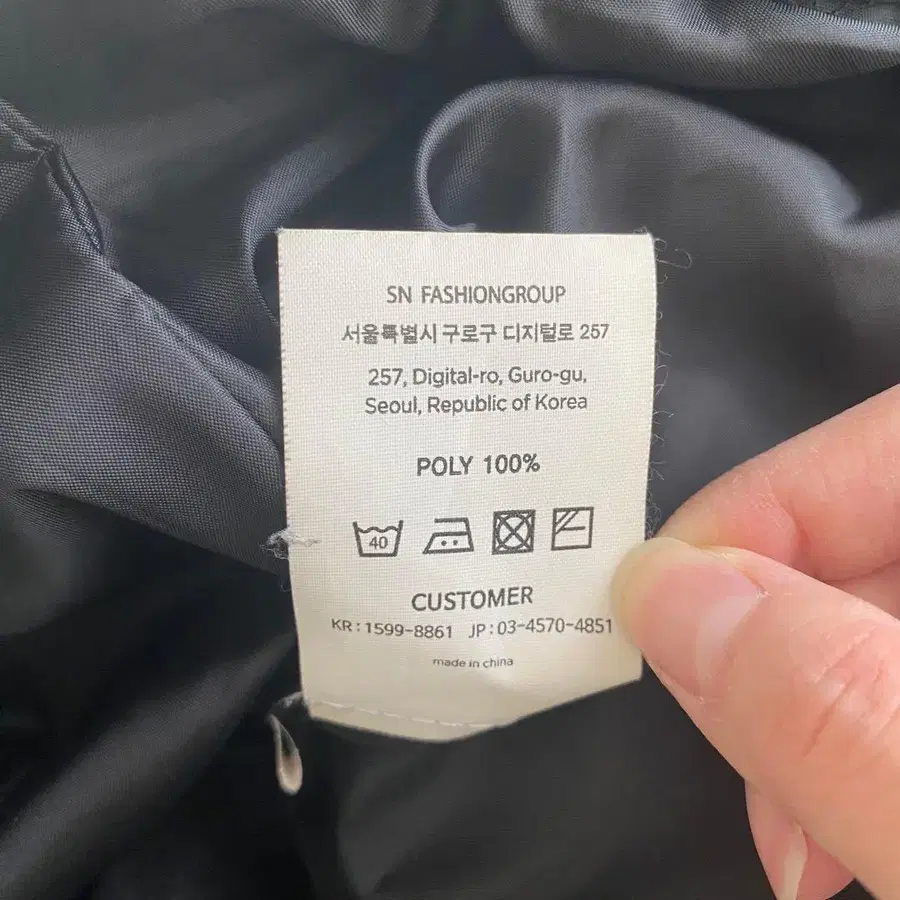 SN FASHIONGROUP
서울특별시 구로구 디지털로 257
257, Digital-ro, Guro-gu,
Seoul, Republic of Korea
POLY 100%
40
CUSTOMER
KR : 1599-8861 JP : 03-4570-4851
made in china